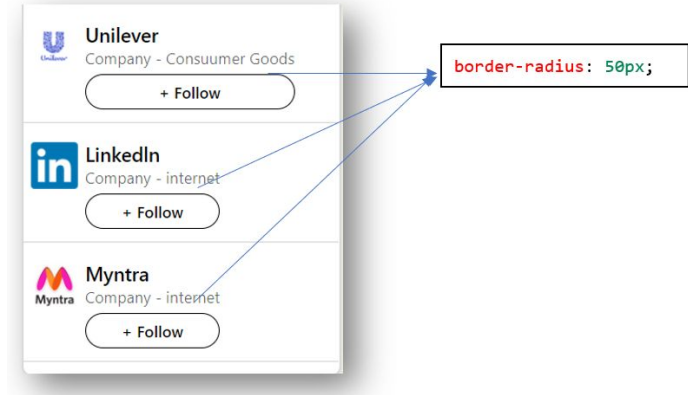 Unilever
Unilever
Company - Consuumer Goods
+ Follow
in
LinkedIn
Company - internet
+ Follow
Myntra
Myntra
Company - internet
+ Follow
border-radius: 50px;